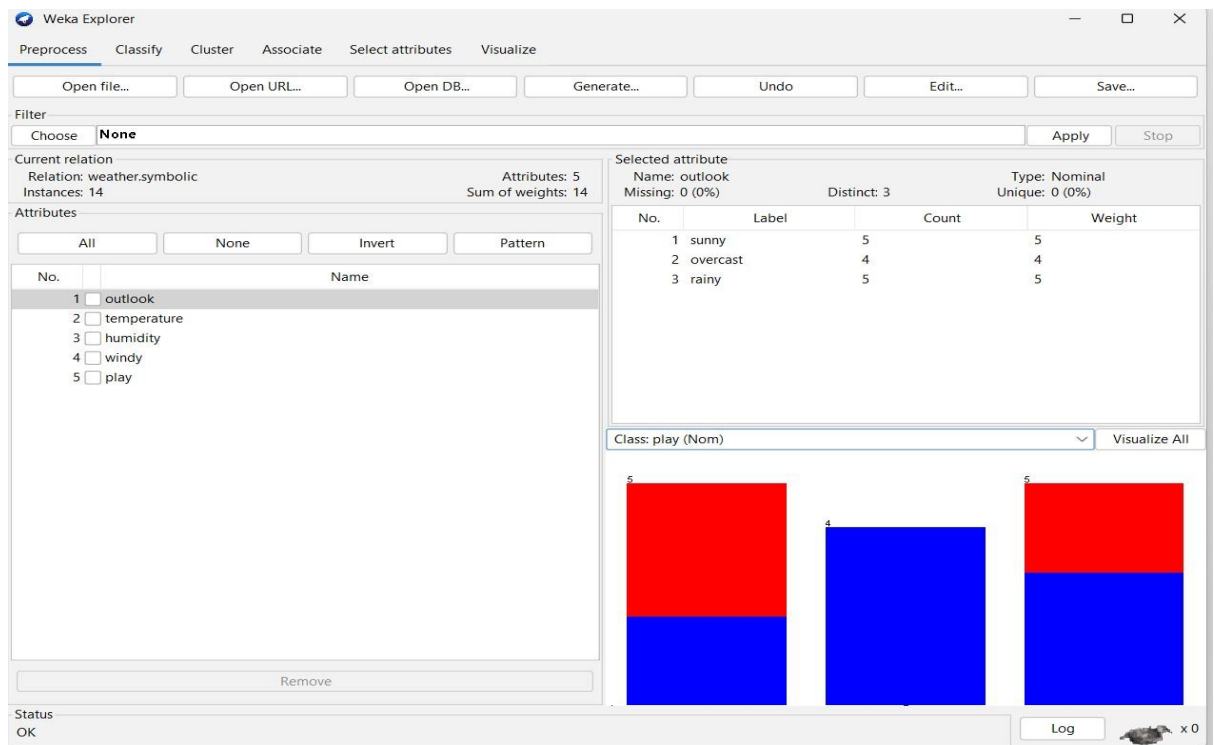 Weka Explorer
Preprocess Classify Cluster Associate Select attributes Visualize
Open file... Open URL... Open DB... Generate... Undo Edit... Save...
Filter
Choose None Apply Stop
Current relation
Relation: weather.symbolic Attributes: 5
Instances: 14 Sum of weights: 14
Attributes
All None Invert Pattern
No. Name
1 outlook
2 temperature
3 humidity
4 windy
5 play
Remove
Selected attribute
Name: outlook Type: Nominal
Missing: 0 (0%) Distinct: 3 Unique: 0 (0%)
No. Label Count Weight
1 sunny 5 5
2 overcast 4 4
3 rainy 5 5
Class: play (Nom) Visualize All
5 4 5
Status
OK Log x 0